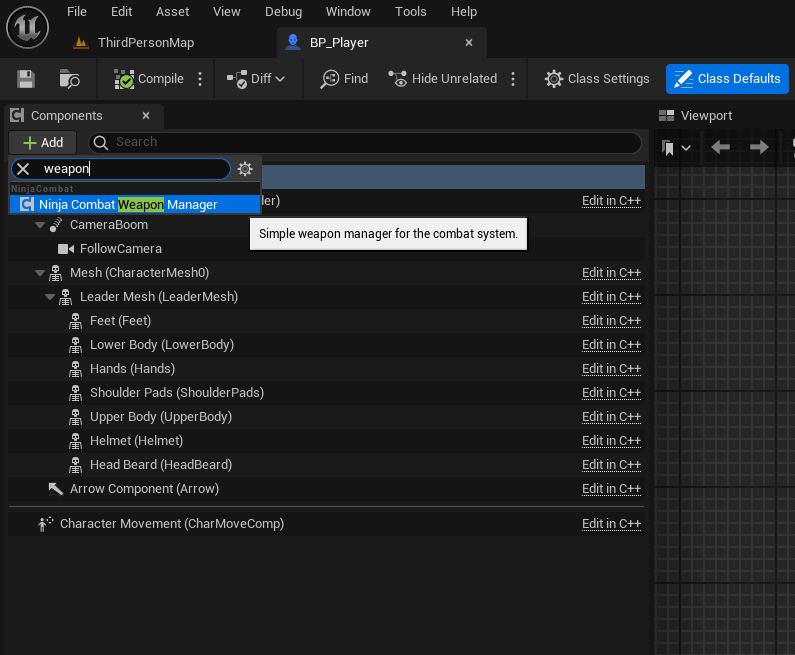 File Edit Asset View Debug Window Tools Help
ThirdPersonMap BP_Player
Compile Diff Find Hide Unrelated Class Settings Class Defaults
Components Viewport
Add Search
weapon
NinjaCombat
ler) Edit in C++
Ninja Combat Weapon Manager
CameraBoom
Simple weapon manager for the combat system.
FollowCamera
Mesh (CharacterMesh0) Edit in C++
Leader Mesh (LeaderMesh) Edit in C++
Feet (Feet) Edit in C++
Lower Body (LowerBody) Edit in C++
Hands (Hands) Edit in C++
Shoulder Pads (ShoulderPads) Edit in C++
Upper Body (UpperBody) Edit in C++
Helmet (Helmet) Edit in C++
Head Beard (HeadBeard) Edit in C++
Arrow Component (Arrow) Edit in C++
Character Movement (CharMoveComp) Edit in C++